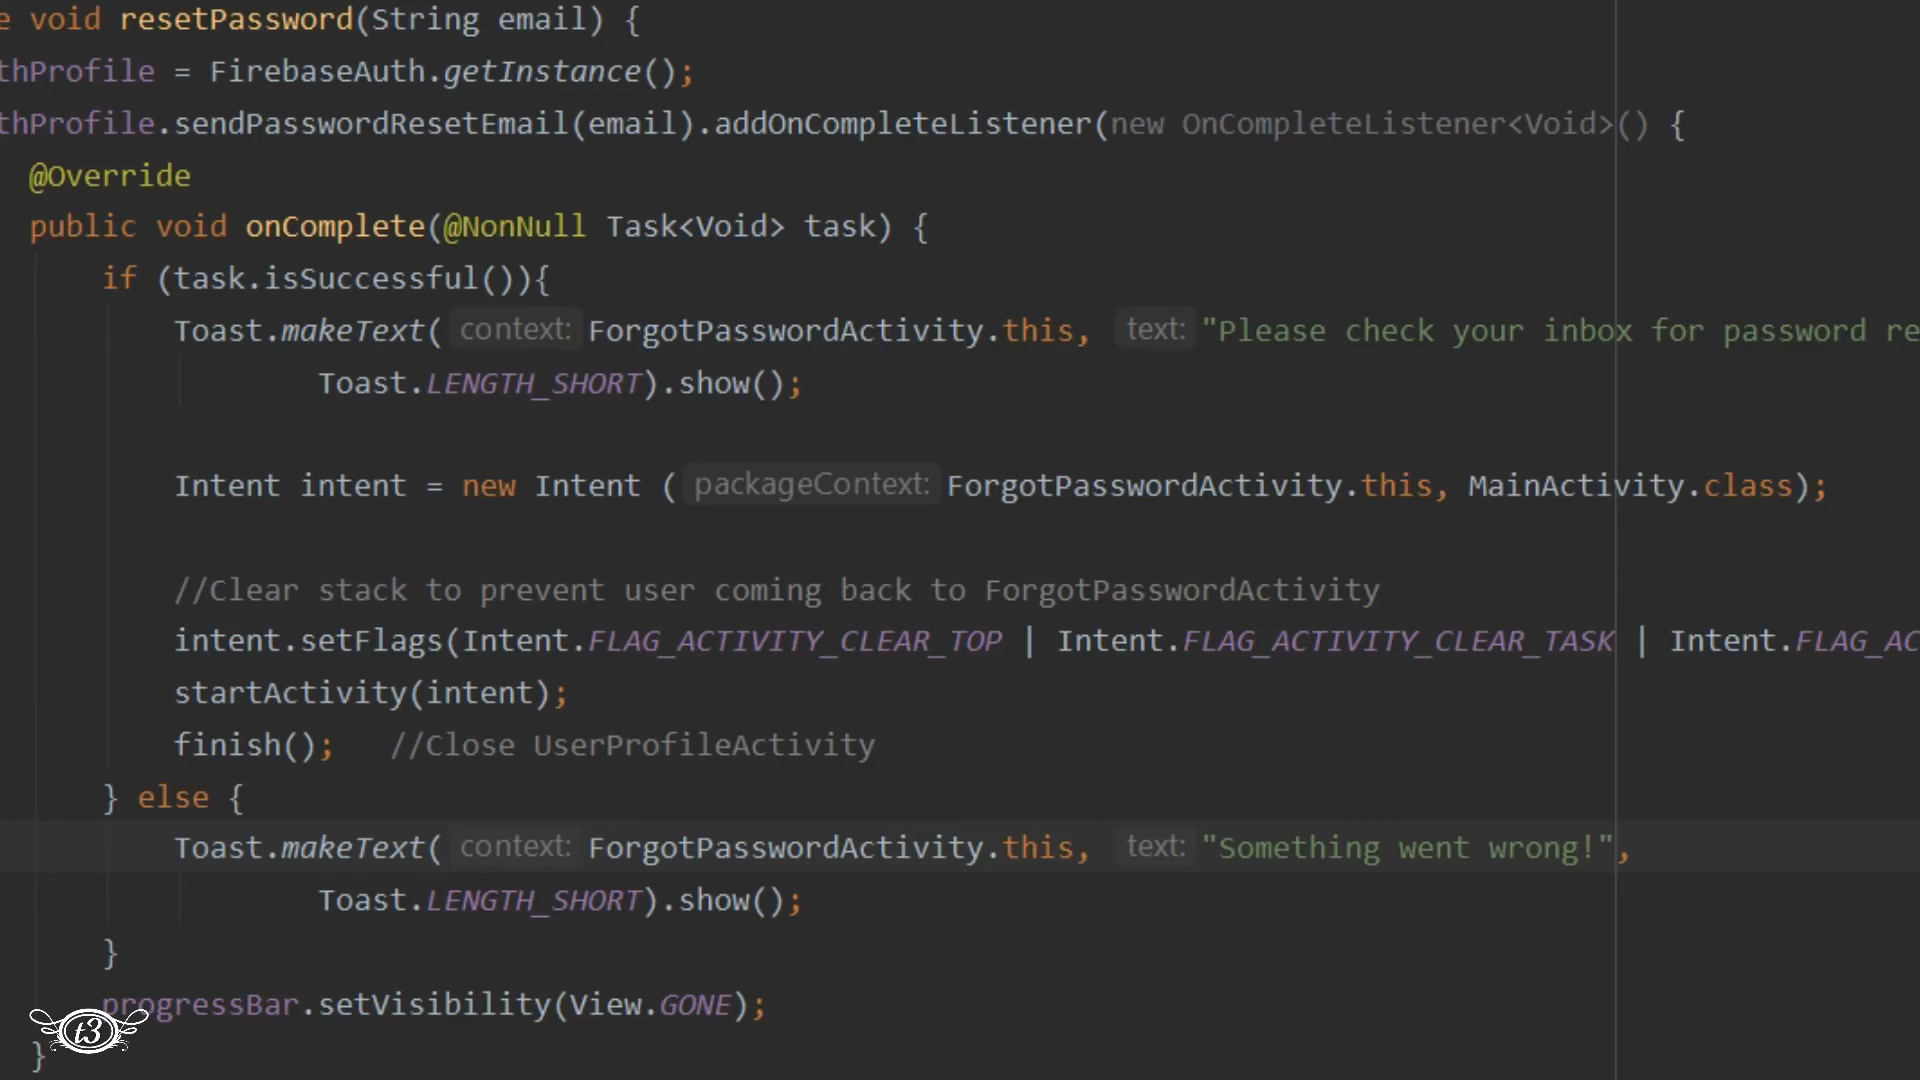 e void resetPassword(String email) {
thProfile = FirebaseAuth.getInstance();
thProfile.sendPasswordResetEmail(email).addOnCompleteListener(new OnCompleteListener<Void>() {
@Override
public void onComplete(@NonNull Task<Void> task) {
if (task.isSuccessful()){
Toast.makeText( context: ForgotPasswordActivity.this, text: "Please check your inbox for password re
Toast.LENGTH_SHORT).show();
Intent intent = new Intent ( packageContext: ForgotPasswordActivity.this, MainActivity.class);
//Clear stack to prevent user coming back to ForgotPasswordActivity
intent.setFlags(Intent.FLAG_ACTIVITY_CLEAR_TOP | Intent.FLAG_ACTIVITY_CLEAR_TASK | Intent.FLAG_AC
startActivity(intent);
finish(); //Close UserProfileActivity
} else {
Toast.makeText( context: ForgotPasswordActivity.this, text: "Something went wrong!",
Toast.LENGTH_SHORT).show();
}
progressBar.setVisibility(View.GONE);
t3
}